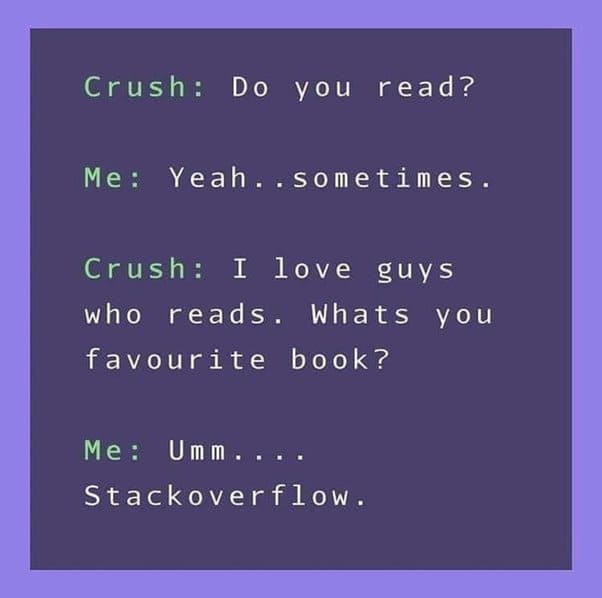 Crush: Do you read?
Me: Yeah..sometimes.
Crush: I love guys
who reads. Whats you
favourite book?
Me: Umm....
Stackoverflow.